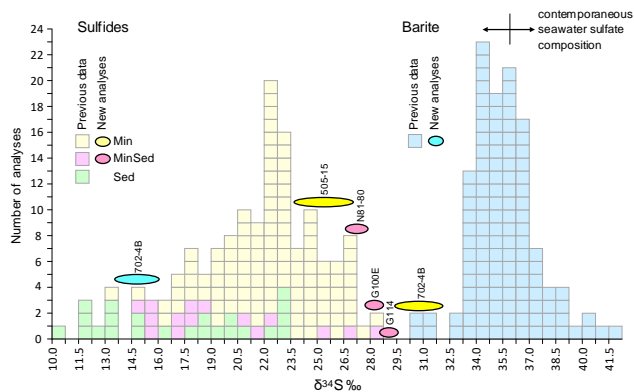 Sulfides
Barite
contemporaneous
seawater sulfate
composition
Previous data
New analyses
Min
MinSed
Sed
Previous data
New analyses
Number of analyses
24
22
20
18
16
14
12
10
8
6
4
2
0
702-4B
505-15
N81-80
G100E
G114
702-4B
10.0 11.5 13.0 14.5 16.0 17.5 19.0 20.5 22.0 23.5 25.0 26.5 28.0 29.5 31.0 32.5 34.0 35.5 37.0 38.5 40.0 41.5
δ³⁴S ‰